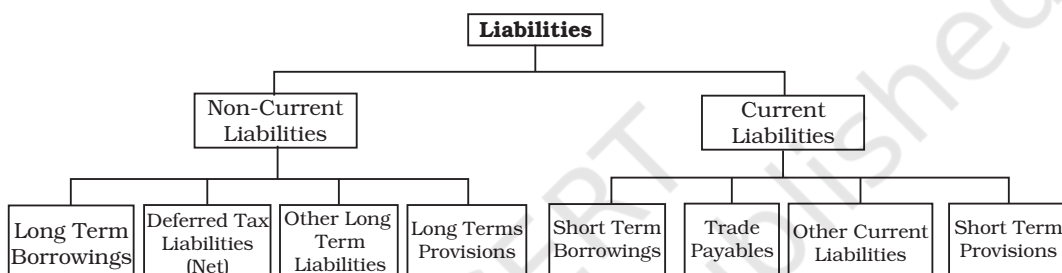 Liabilities
Non-Current
Liabilities
Current
Liabilities
Long Term
Borrowings
Deferred Tax
Liabilities
(Net)
Other Long
Term
Liabilities
Long Terms
Provisions
Short Term
Borrowings
Trade
Payables
Other Current
Liabilities
Short Term
Provisions